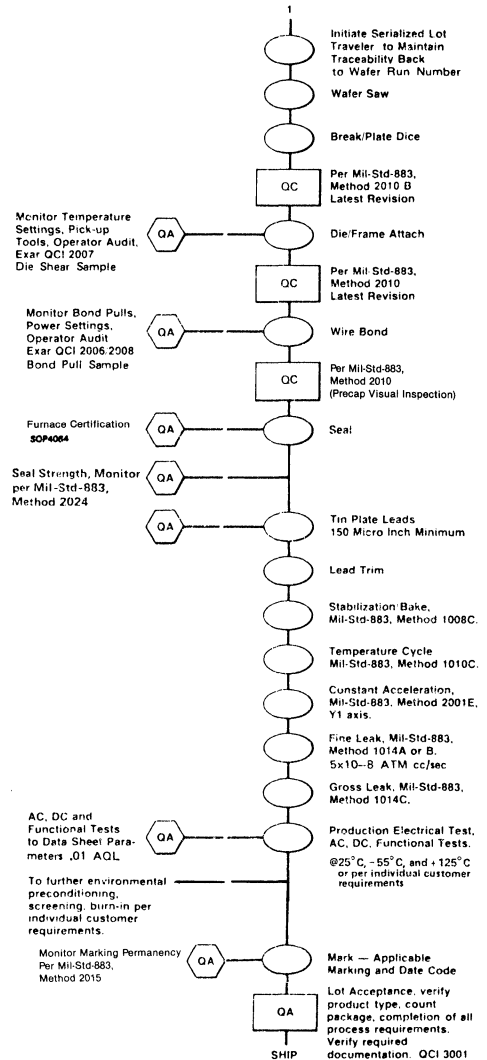 1
Initiate Serialized Lot
Traveler to Maintain
Traceability Back
to Wafer Run Number
Wafer Saw
Break/Plate Dice
QC
Per Mil-Std-883,
Method 2010 B
Latest Revision
Monitor Temperature
Settings, Pick-up
Tools, Operator Audit,
Exar QCI 2007
Die Shear Sample
QA
Die/Frame Attach
QC
Per Mil-Std-883,
Method 2010
Latest Revision
Monitor Bond Pulls,
Power Settings,
Operator Audit
Exar QCI 2006/2008
Bond Pull Sample
QA
Wire Bond
QC
Per Mil-Std-883,
Method 2010
(Precap Visual Inspection)
Furnace Certification
SOP4064
QA
Seal
Seal Strength, Monitor
per Mil-Std-883,
Method 2024
QA
QA
Tin Plate Leads
150 Micro Inch Minimum
Lead Trim
Stabilization Bake,
Mil-Std-883, Method 1008C.
Temperature Cycle
Mil-Std-883, Method 1010C.
Constant Acceleration,
Mil-Std-883, Method 2001E,
Y1 axis.
Fine Leak, Mil-Std-883,
Method 1014A or B.
5x10--8 ATM cc/sec
Gross Leak, Mil-Std-883,
Method 1014C.
AC, DC and
Functional Tests
to Data Sheet Para-
meters .01 AQL
QA
Production Electrical Test,
AC, DC, Functional Tests.
@25°C, -55°C, and +125°C
or per individual customer
requirements
To further environmental
preconditioning,
screening, burn-in per
individual customer
requirements.
Monitor Marking Permanency
Per Mil-Std-883,
Method 2015
QA
Mark — Applicable
Marking and Date Code
QA
Lot Acceptance, verify
product type, count
package, completion of all
process requirements.
Verify required
documentation. QCI 3001
SHIP